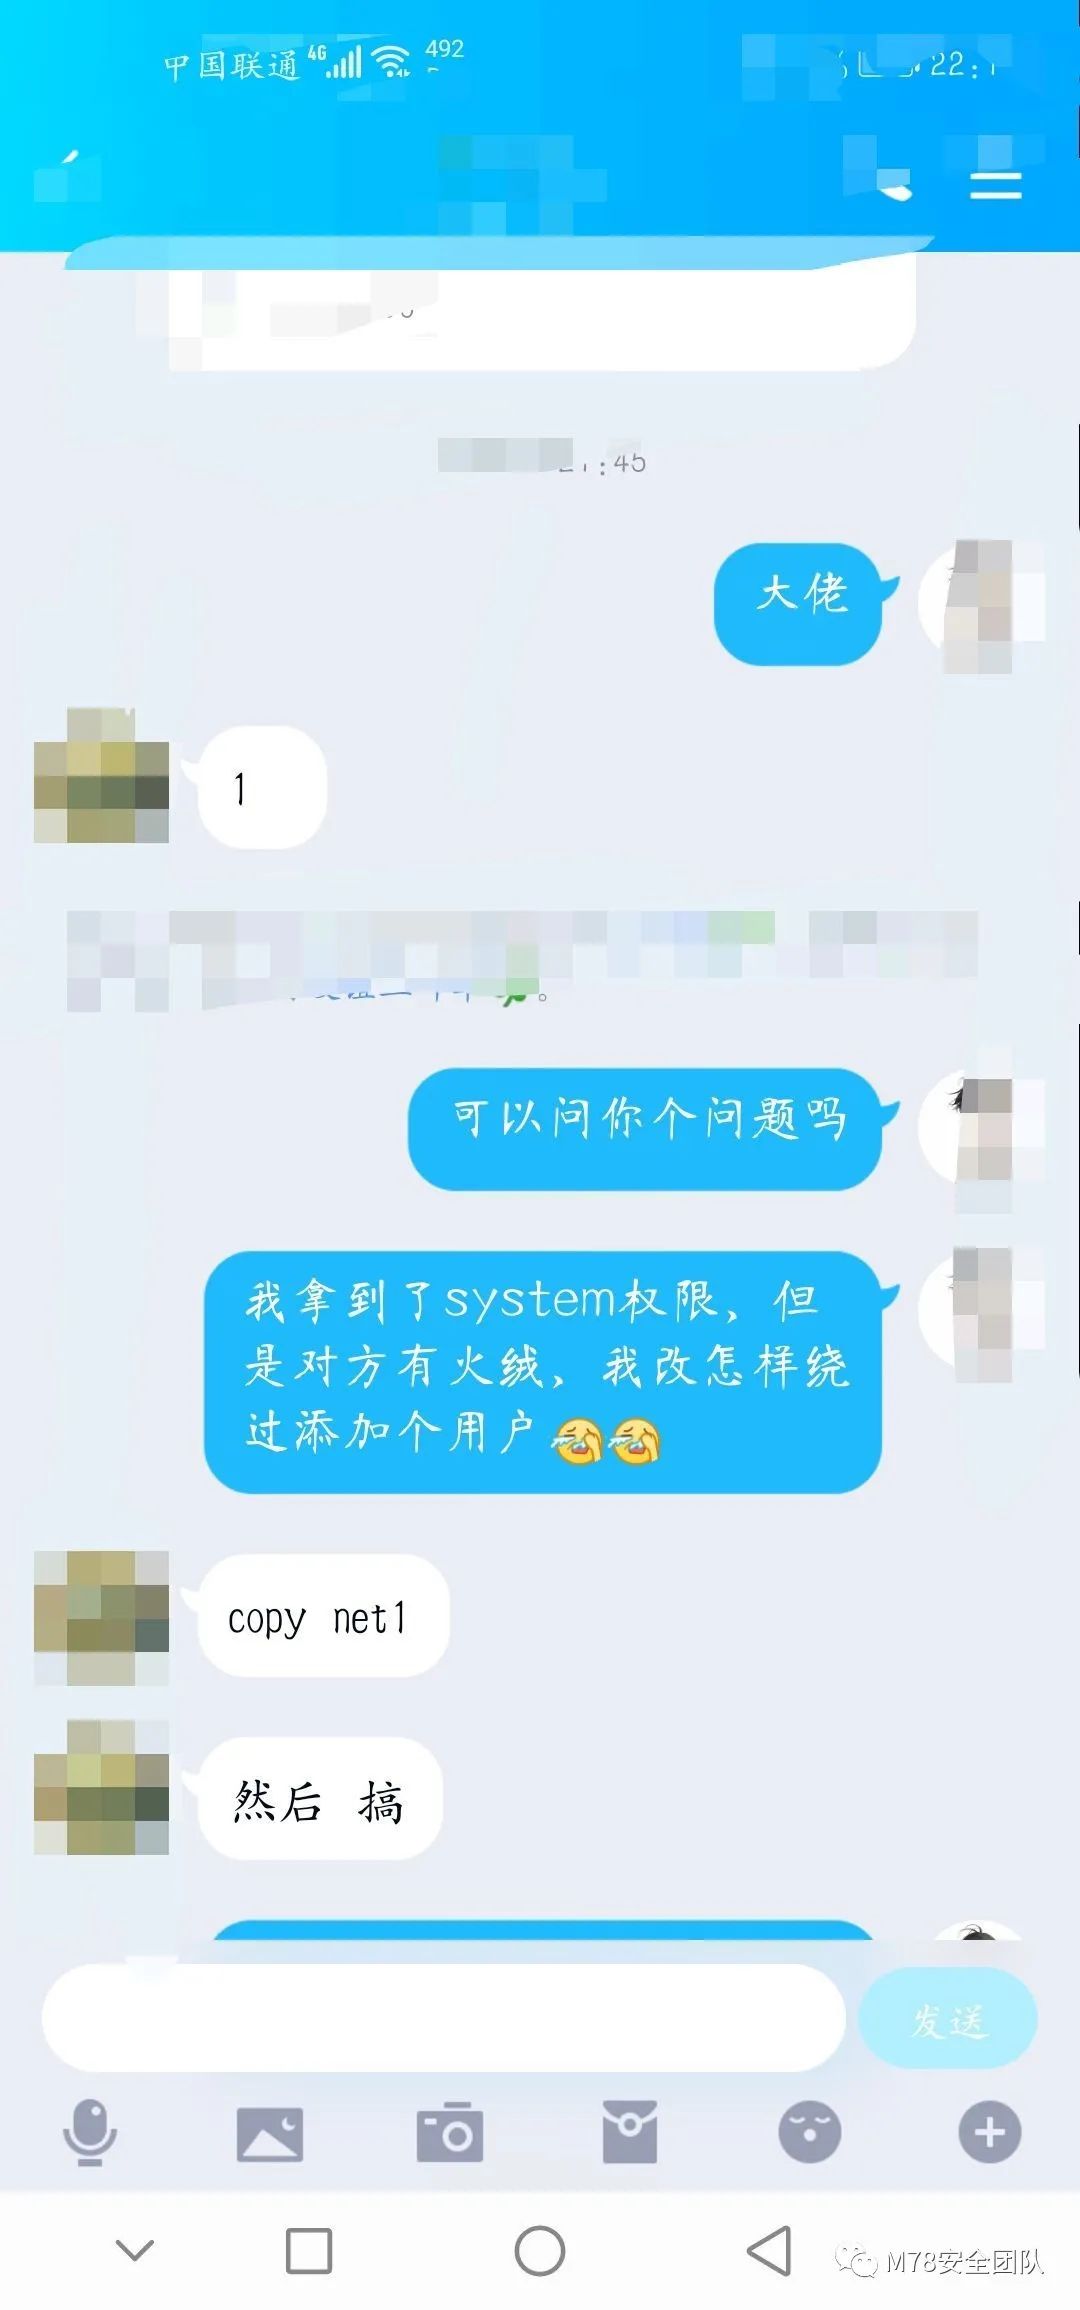 中国联通 4G 492
22:1
:45
大佬
1
可以问你个问题吗
我拿到了system权限，但
是对方有火绒，我改怎样绕
过添加个用户
copy net1
然后 搞
发送
M78安全团队